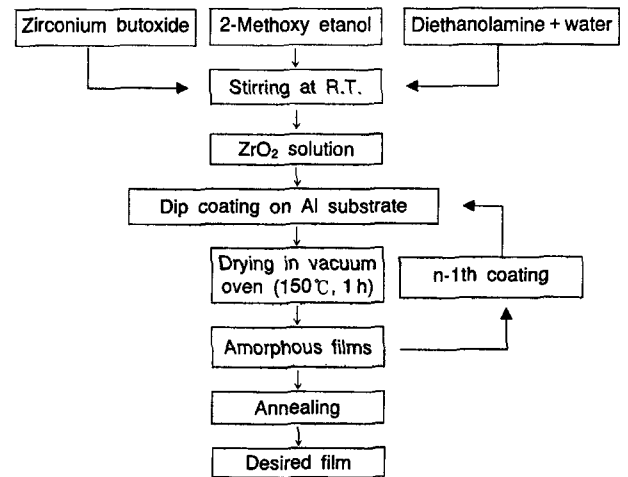 Zirconium butoxide
2-Methoxy etanol
Diethanolamine + water
Stirring at R.T.
ZrO₂ solution
Dip coating on Al substrate
Drying in vacuum
oven (150℃, 1 h)
n-1th coating
Amorphous films
Annealing
Desired film